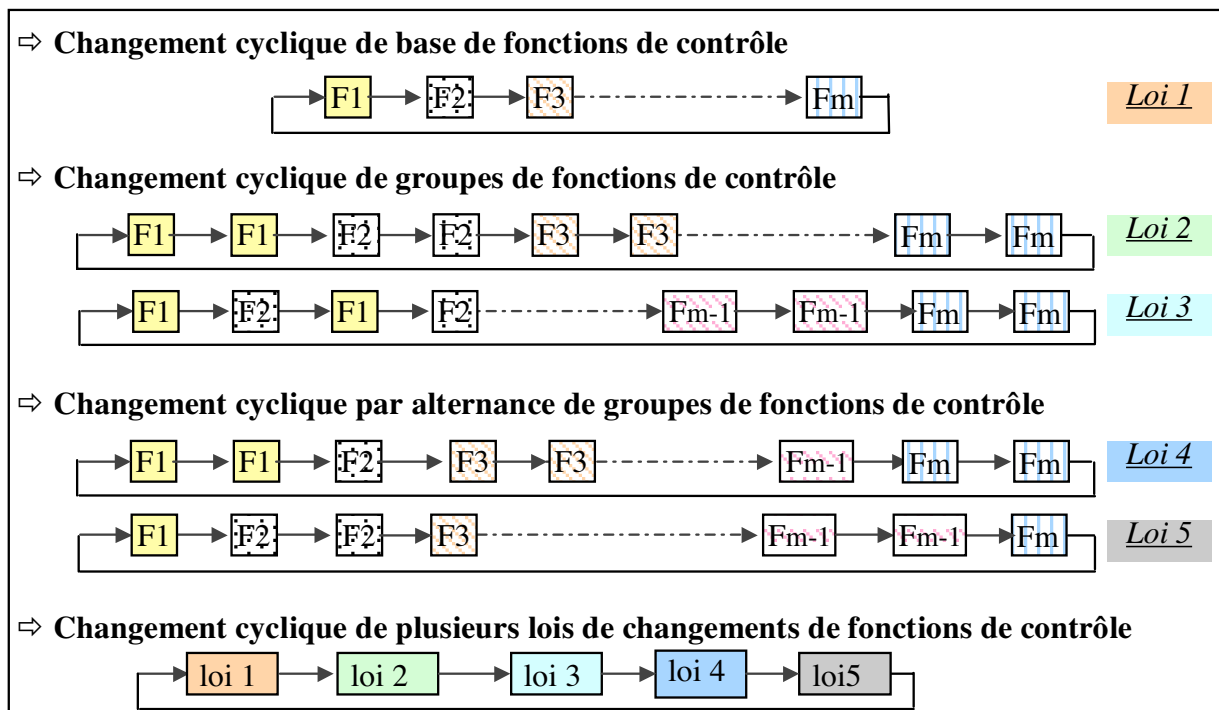 ⇨ Changement cyclique de base de fonctions de contrôle
F1 F2 F3 Fm Loi 1
⇨ Changement cyclique de groupes de fonctions de contrôle
F1 F1 F2 F2 F3 F3 Fm Fm Loi 2
F1 F2 F1 F2 Fm-1 Fm-1 Fm Fm Loi 3
⇨ Changement cyclique par alternance de groupes de fonctions de contrôle
F1 F1 F2 F3 F3 Fm-1 Fm Fm Loi 4
F1 F2 F2 F3 Fm-1 Fm-1 Fm Loi 5
⇨ Changement cyclique de plusieurs lois de changements de fonctions de contrôle
loi 1 loi 2 loi 3 loi 4 loi5